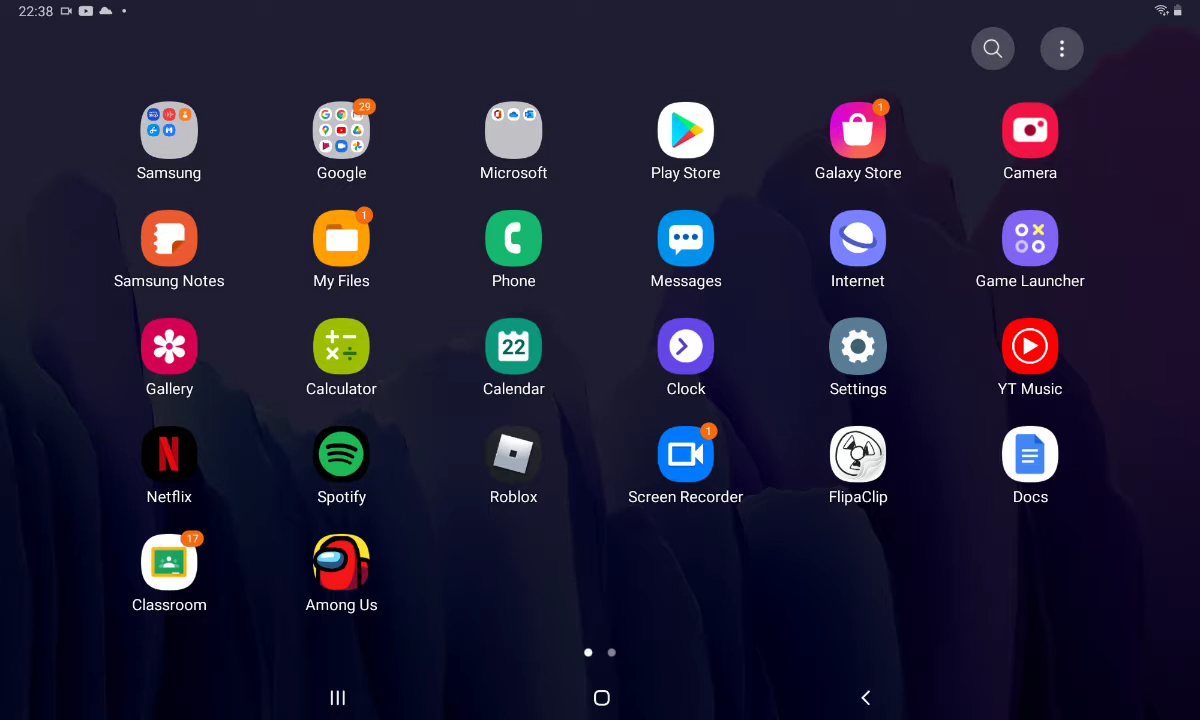 22:38
29
1
Samsung Google Microsoft Play Store Galaxy Store Camera
1
Samsung Notes My Files Phone Messages Internet Game Launcher
22
Gallery Calculator Calendar Clock Settings YT Music
1
Netflix Spotify Roblox Screen Recorder FlipaClip Docs
17
Classroom Among Us